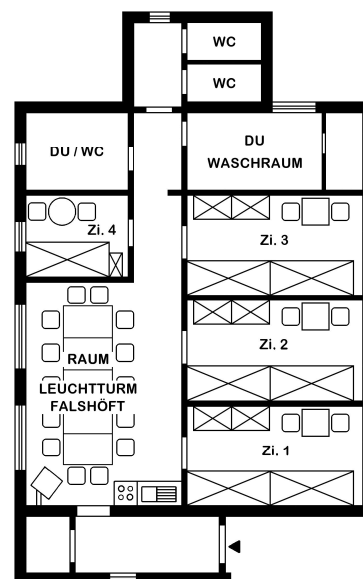 WC
WC
DU / WC
DU
WASCHRAUM
Zi. 4
Zi. 3
RAUM
LEUCHTTURM
FALSHÖFT
Zi. 2
Zi. 1